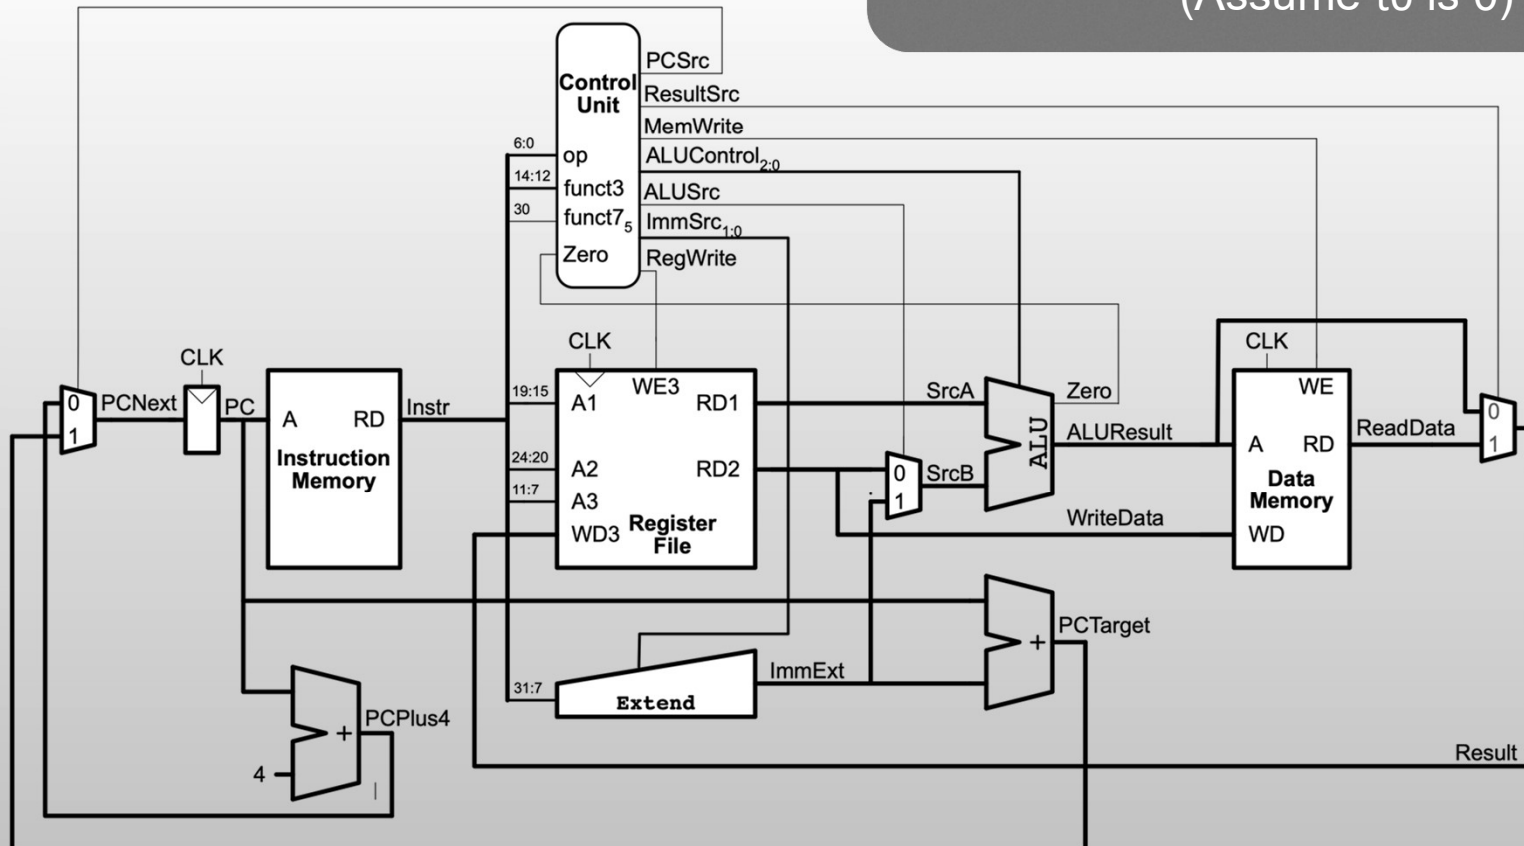 (Assume t0 is 0)
PCSrc
Control
Unit
ResultSrc
MemWrite
6:0
op
ALUControl2:0
14:12
funct3
ALUSrc
30
funct75
ImmSrc1:0
Zero
RegWrite
CLK
CLK
CLK
0
1
PCNext
PC
A
RD
Instr
Instruction
Memory
19:15
A1
WE3
RD1
SrcA
Zero
24:20
A2
RD2
0
1
SrcB
ALU
ALUResult
WE
A
RD
ReadData
0
1
11:7
A3
WD3
Register
File
WriteData
Data
Memory
WD
+
PCTarget
31:7
Extend
ImmExt
+
PCPlus4
4
Result